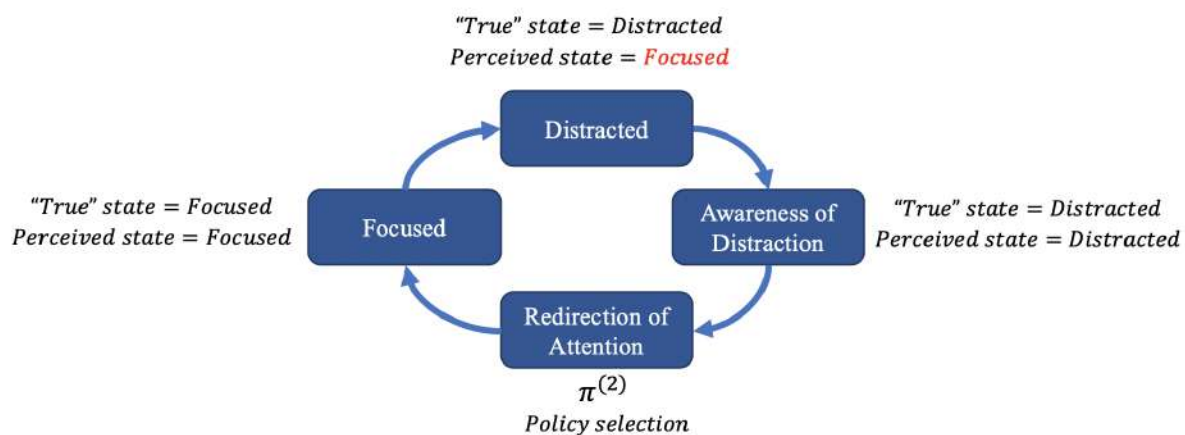 “True” state = Distracted
Perceived state = Focused
Distracted
“True” state = Focused
Perceived state = Focused
Focused
Awareness of
Distraction
“True” state = Distracted
Perceived state = Distracted
Redirection of
Attention
π⁽²⁾
Policy selection